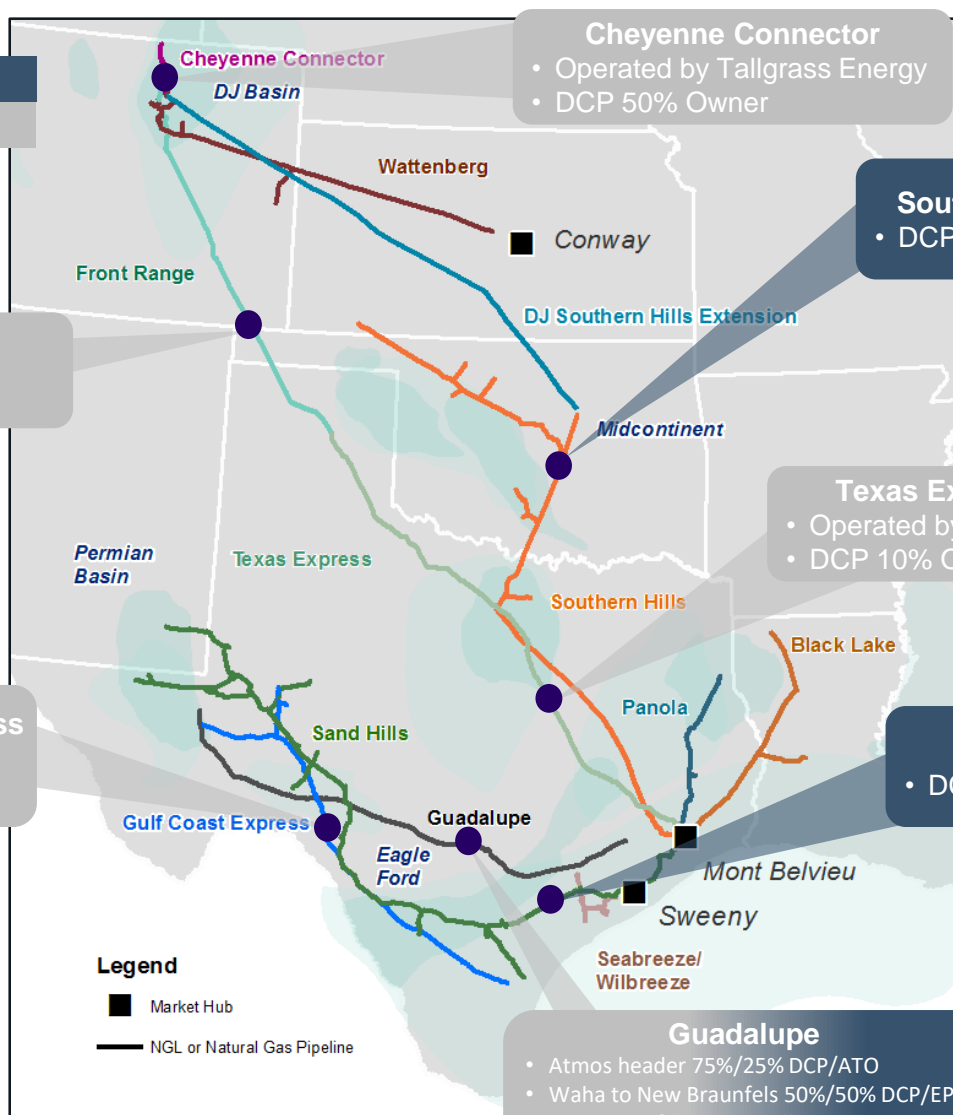 Cheyenne Connector
• Operated by Tallgrass Energy
• DCP 50% Owner
Cheyenne Connector
DJ Basin
Wattenberg
Conway
Sout
• DCP
Front Range
DJ Southern Hills Extension
Midcontinent
Texas Ex
• Operated by
• DCP 10% O
Permian
Basin
Texas Express
Southern Hills
Black Lake
Panola
ss
Sand Hills
• DC
Gulf Coast Express
Guadalupe
Eagle
Ford
Mont Belvieu
Sweeny
Seabreeze/
Wilbreeze
Legend
Market Hub
NGL or Natural Gas Pipeline
Guadalupe
• Atmos header 75%/25% DCP/ATO
• Waha to New Braunfels 50%/50% DCP/EP